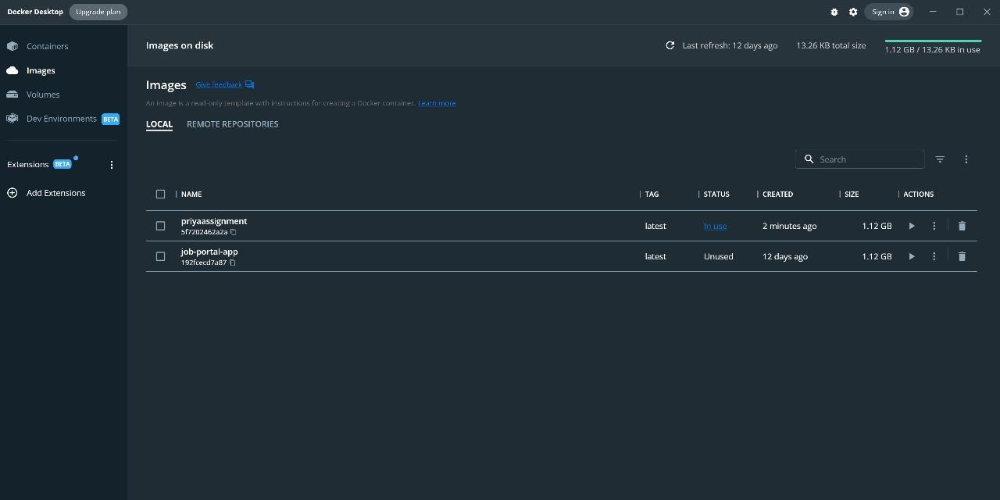 Docker Desktop Upgrade plan Sign in
Containers
Images
Volumes
Dev Environments BETA
Extensions BETA
Add Extensions
Images on disk Last refresh: 12 days ago 13.26 KB total size 1.12 GB / 13.26 KB in use
Images Give feedback
An image is a read-only template with instructions for creating a Docker container. Learn more
LOCAL REMOTE REPOSITORIES
Search
NAME TAG STATUS CREATED SIZE ACTIONS
priyaassignment
5f7202462a2a
latest In use 2 minutes ago 1.12 GB
job-portal-app
192fcecd7a87
latest Unused 12 days ago 1.12 GB